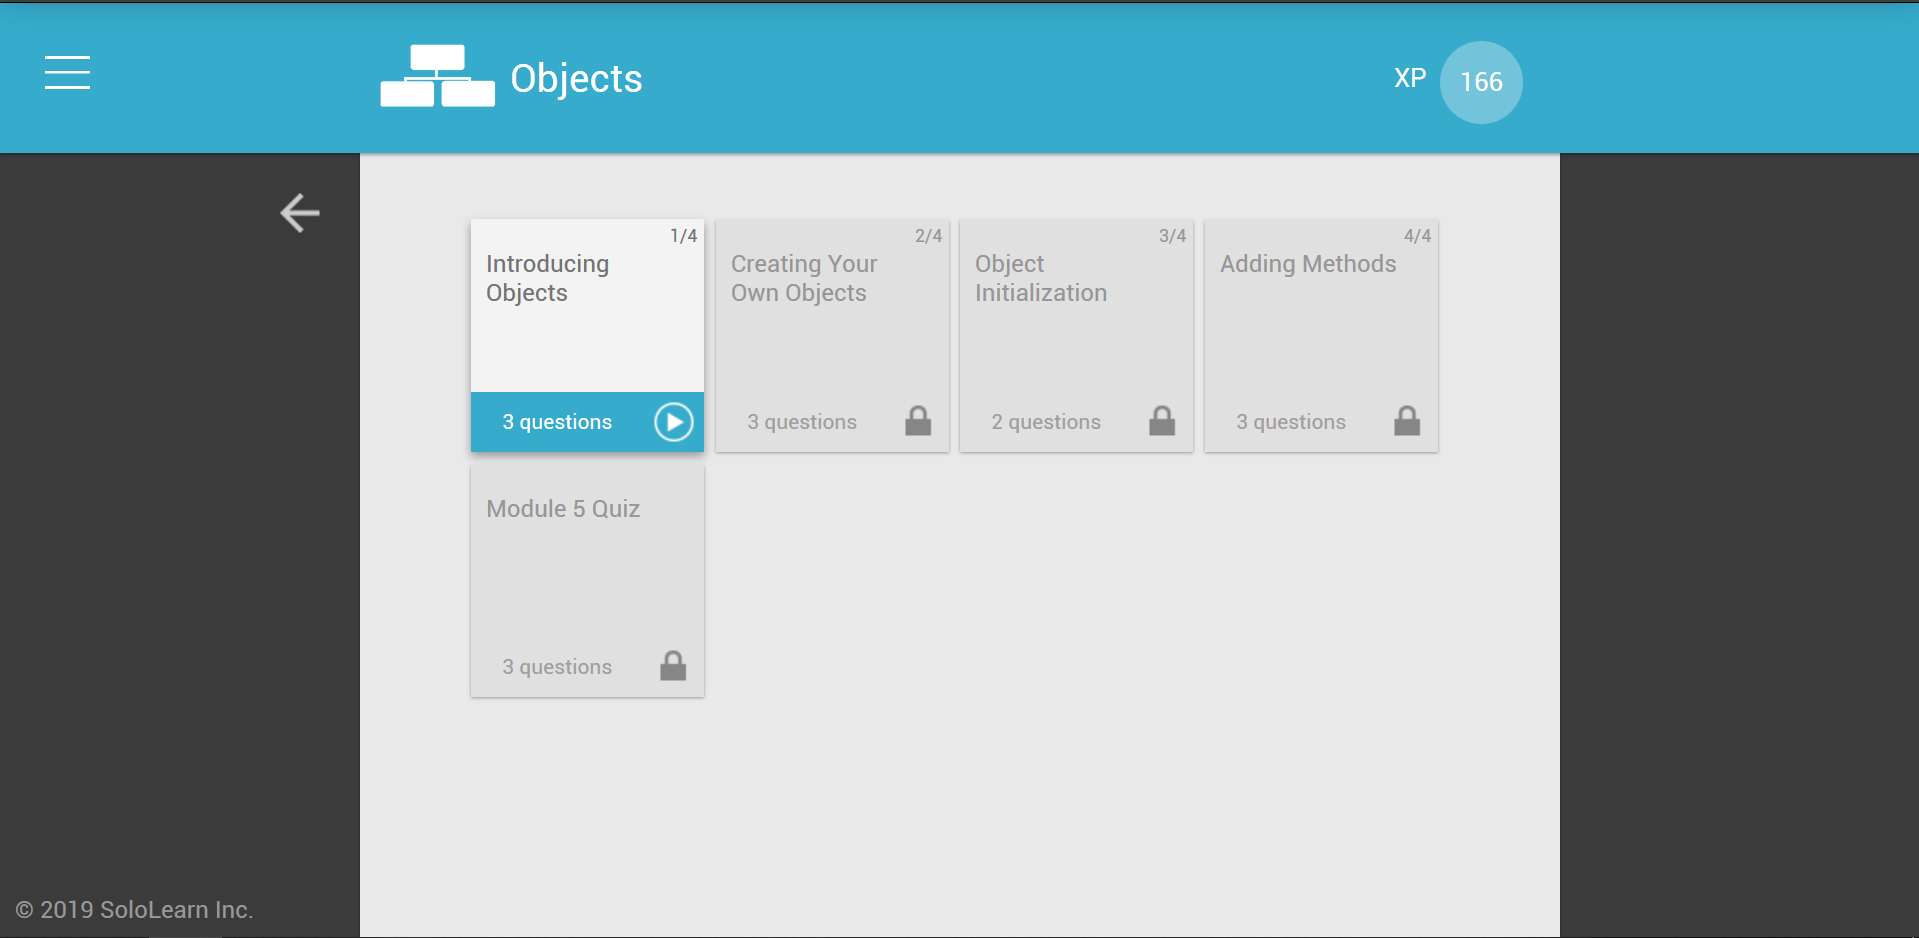 Objects
XP 166
1/4
Introducing
Objects
3 questions
2/4
Creating Your
Own Objects
3 questions
3/4
Object
Initialization
2 questions
4/4
Adding Methods
3 questions
Module 5 Quiz
3 questions
© 2019 SoloLearn Inc.